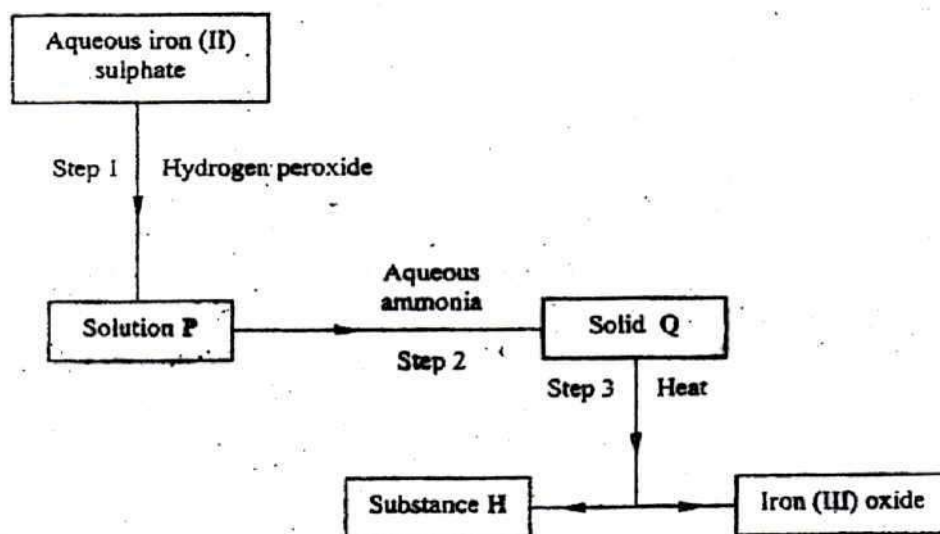 Aqueous iron (II)
sulphate
Step 1
Hydrogen peroxide
Aqueous
ammonia
Solution P
Solid Q
Step 2
Step 3
Heat
Substance H
Iron (III) oxide